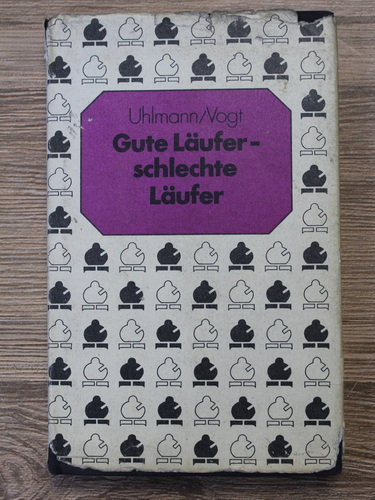 Uhlmann/Vogt
Gute Läufer-
schlechte
Läufer